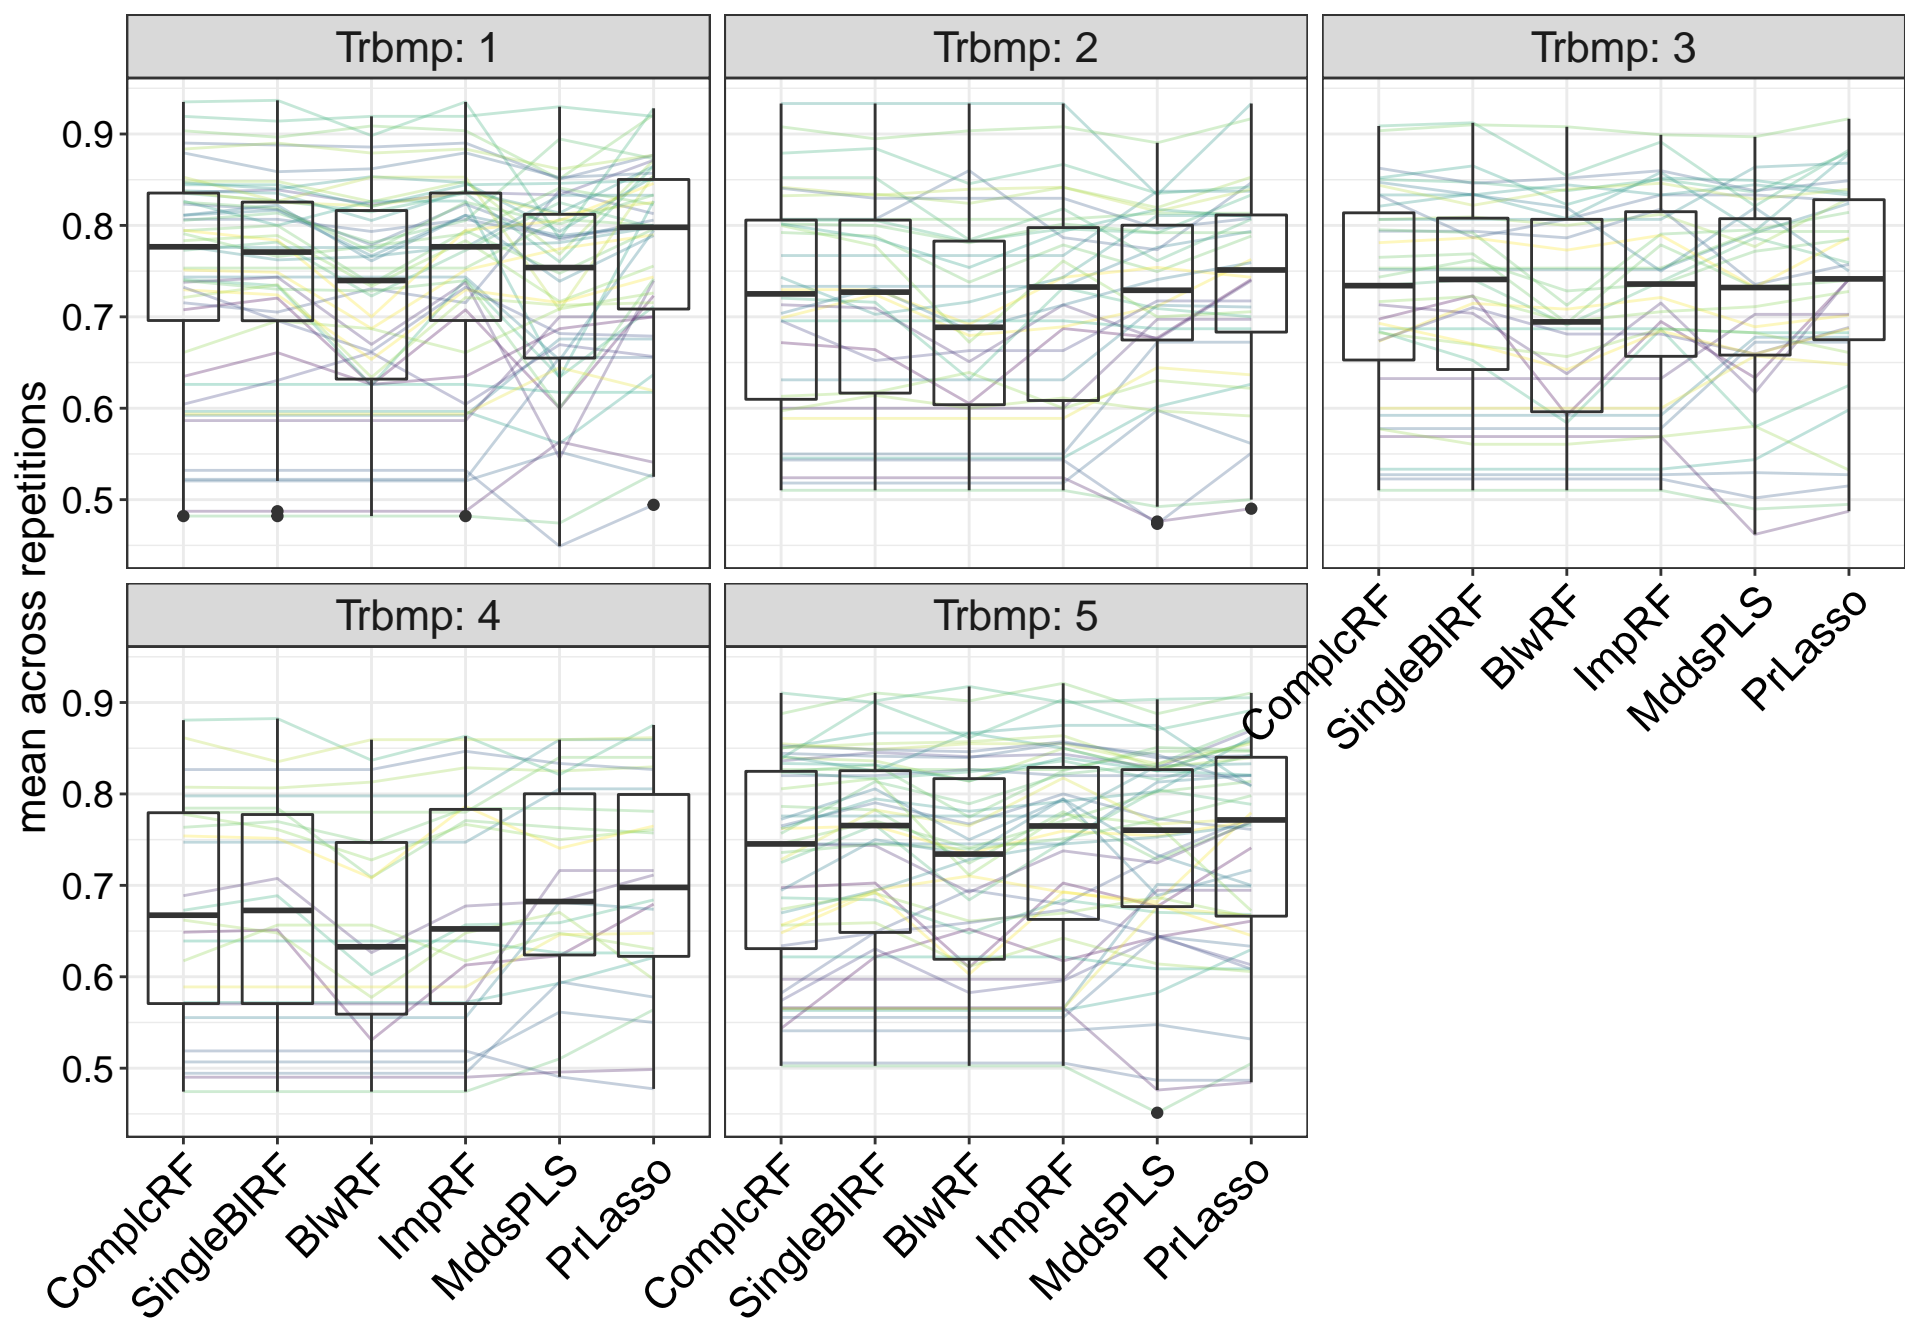 Trbmp: 1
Trbmp: 2
Trbmp: 3
0.9
0.8
0.7
0.6
0.5
mean across repetitions
ComplcRF
SingleBlRF
BlwRF
ImpRF
MddsPLS
PrLasso
Trbmp: 4
Trbmp: 5
0.9
0.8
0.7
0.6
0.5
ComplcRF
SingleBlRF
BlwRF
ImpRF
MddsPLS
PrLasso
ComplcRF
SingleBlRF
BlwRF
ImpRF
MddsPLS
PrLasso